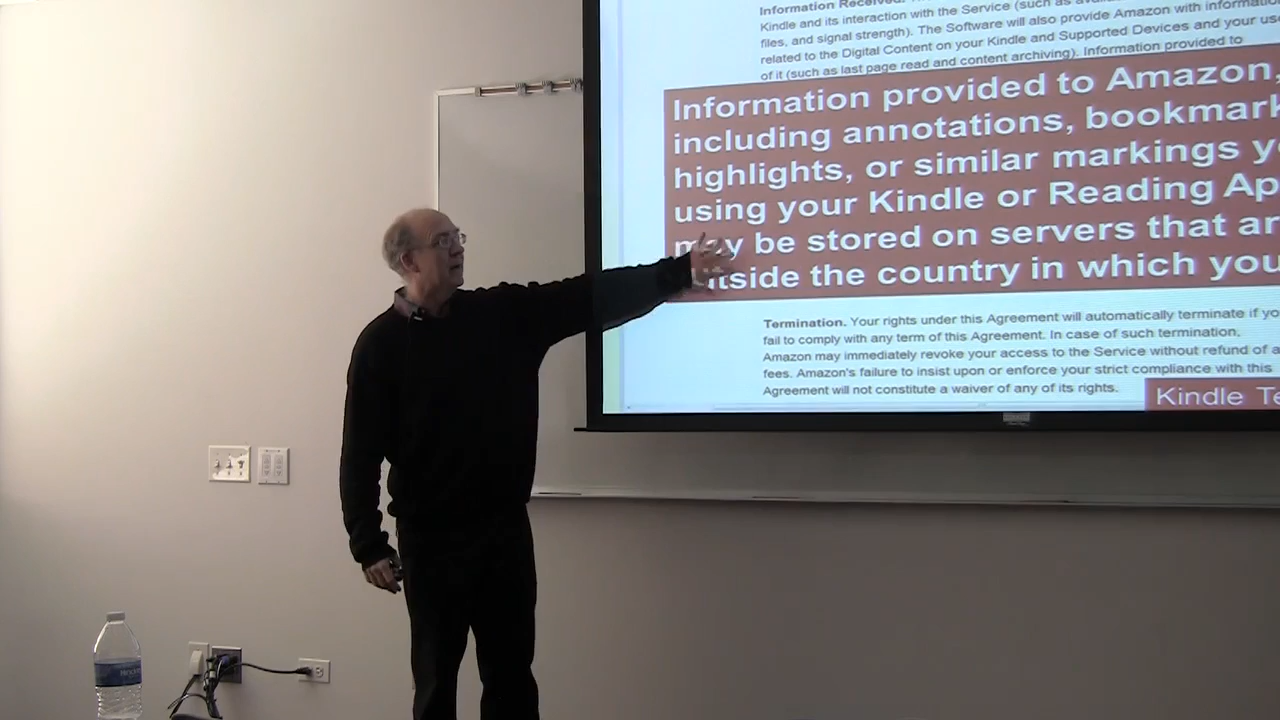 Information Received.
Kindle and its interaction with the Service (such as
files, and signal strength). The Software will also provide Amazon with
related to the Digital Content on your Kindle and Supported Devices and your
of it (such as last page read and content archiving). Information provided to
Information provided to Amazon,
including annotations, bookmark
highlights, or similar markings
using your Kindle or Reading
may be stored on servers that
the country in which you
Termination. Your rights under this Agreement will automatically terminate if
fail to comply with any term of this Agreement. In case of such termination,
Amazon may immediately revoke your access to the Service without refund of
fees. Amazon's failure to insist upon or enforce your strict compliance with this
Agreement will not constitute a waiver of any of its rights.
Kindle